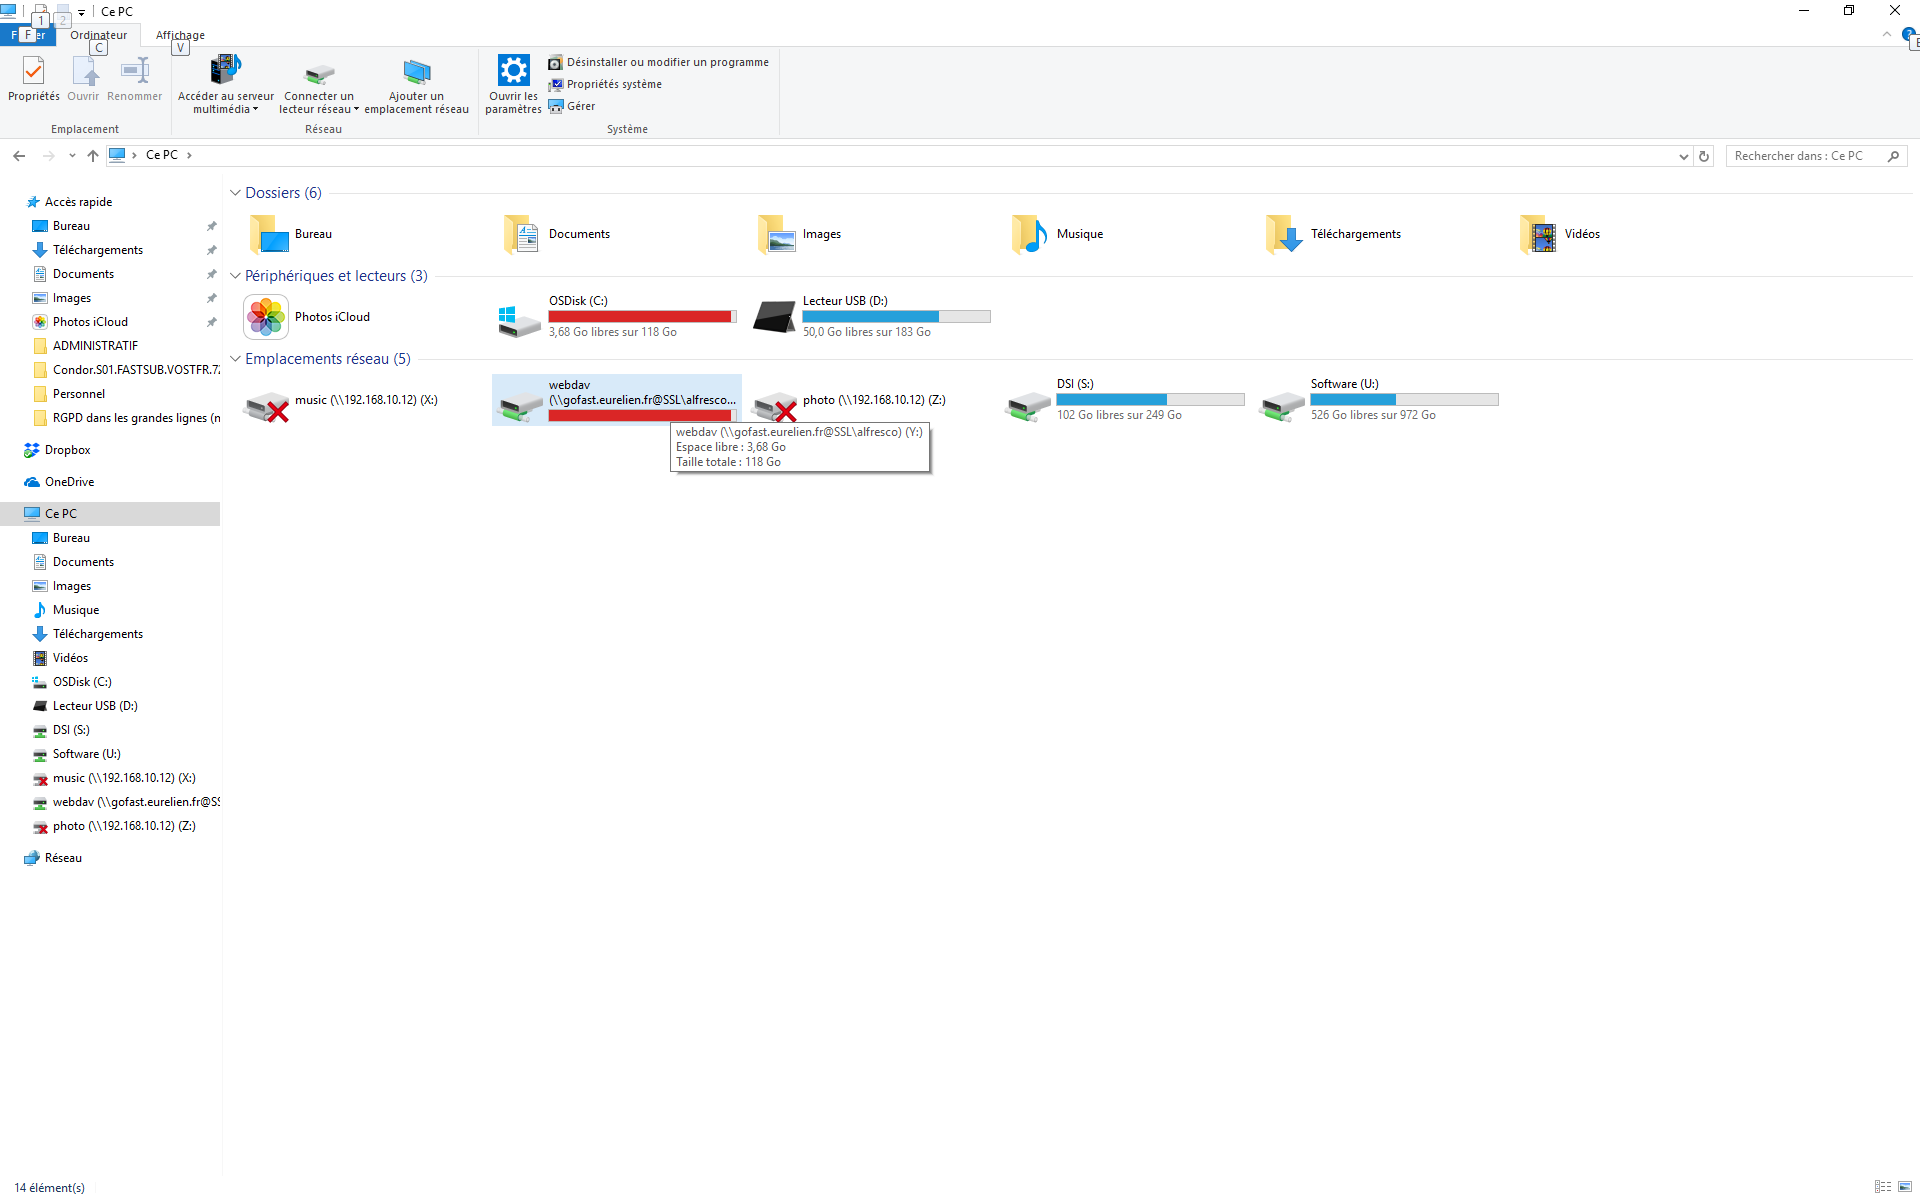 1
2
Ce PC
F
er
Ordinateur
Affichage
C
V
Propriétés
Ouvrir
Renommer
Accéder au serveur
multimédia
Connecter un
lecteur réseau
Ajouter un
emplacement réseau
Ouvrir les
paramètres
Désinstaller ou modifier un programme
Propriétés système
Gérer
Emplacement
Réseau
Système
Ce PC
Rechercher dans : Ce PC
Accès rapide
Bureau
Téléchargements
Documents
Images
Photos iCloud
ADMINISTRATIF
Condor.S01.FASTSUB.VOSTFR.72
Personnel
RGPD dans les grandes lignes (n
Dropbox
OneDrive
Ce PC
Bureau
Documents
Images
Musique
Téléchargements
Vidéos
OSDisk (C:)
Lecteur USB (D:)
DSI (S:)
Software (U:)
music (\\192.168.10.12) (X:)
webdav (\\gofast.eurelien.fr@SS
photo (\\192.168.10.12) (Z:)
Réseau
Dossiers (6)
Bureau
Documents
Images
Musique
Téléchargements
Vidéos
Périphériques et lecteurs (3)
Photos iCloud
OSDisk (C:)
3,68 Go libres sur 118 Go
Lecteur USB (D:)
50,0 Go libres sur 183 Go
Emplacements réseau (5)
music (\\192.168.10.12) (X:)
webdav
(\\gofast.eurelien.fr@SSL\alfresco...
photo (\\192.168.10.12) (Z:)
DSI (S:)
102 Go libres sur 249 Go
Software (U:)
526 Go libres sur 972 Go
webdav (\\gofast.eurelien.fr@SSL\alfresco) (Y:)
Espace libre : 3,68 Go
Taille totale : 118 Go
14 élément(s)